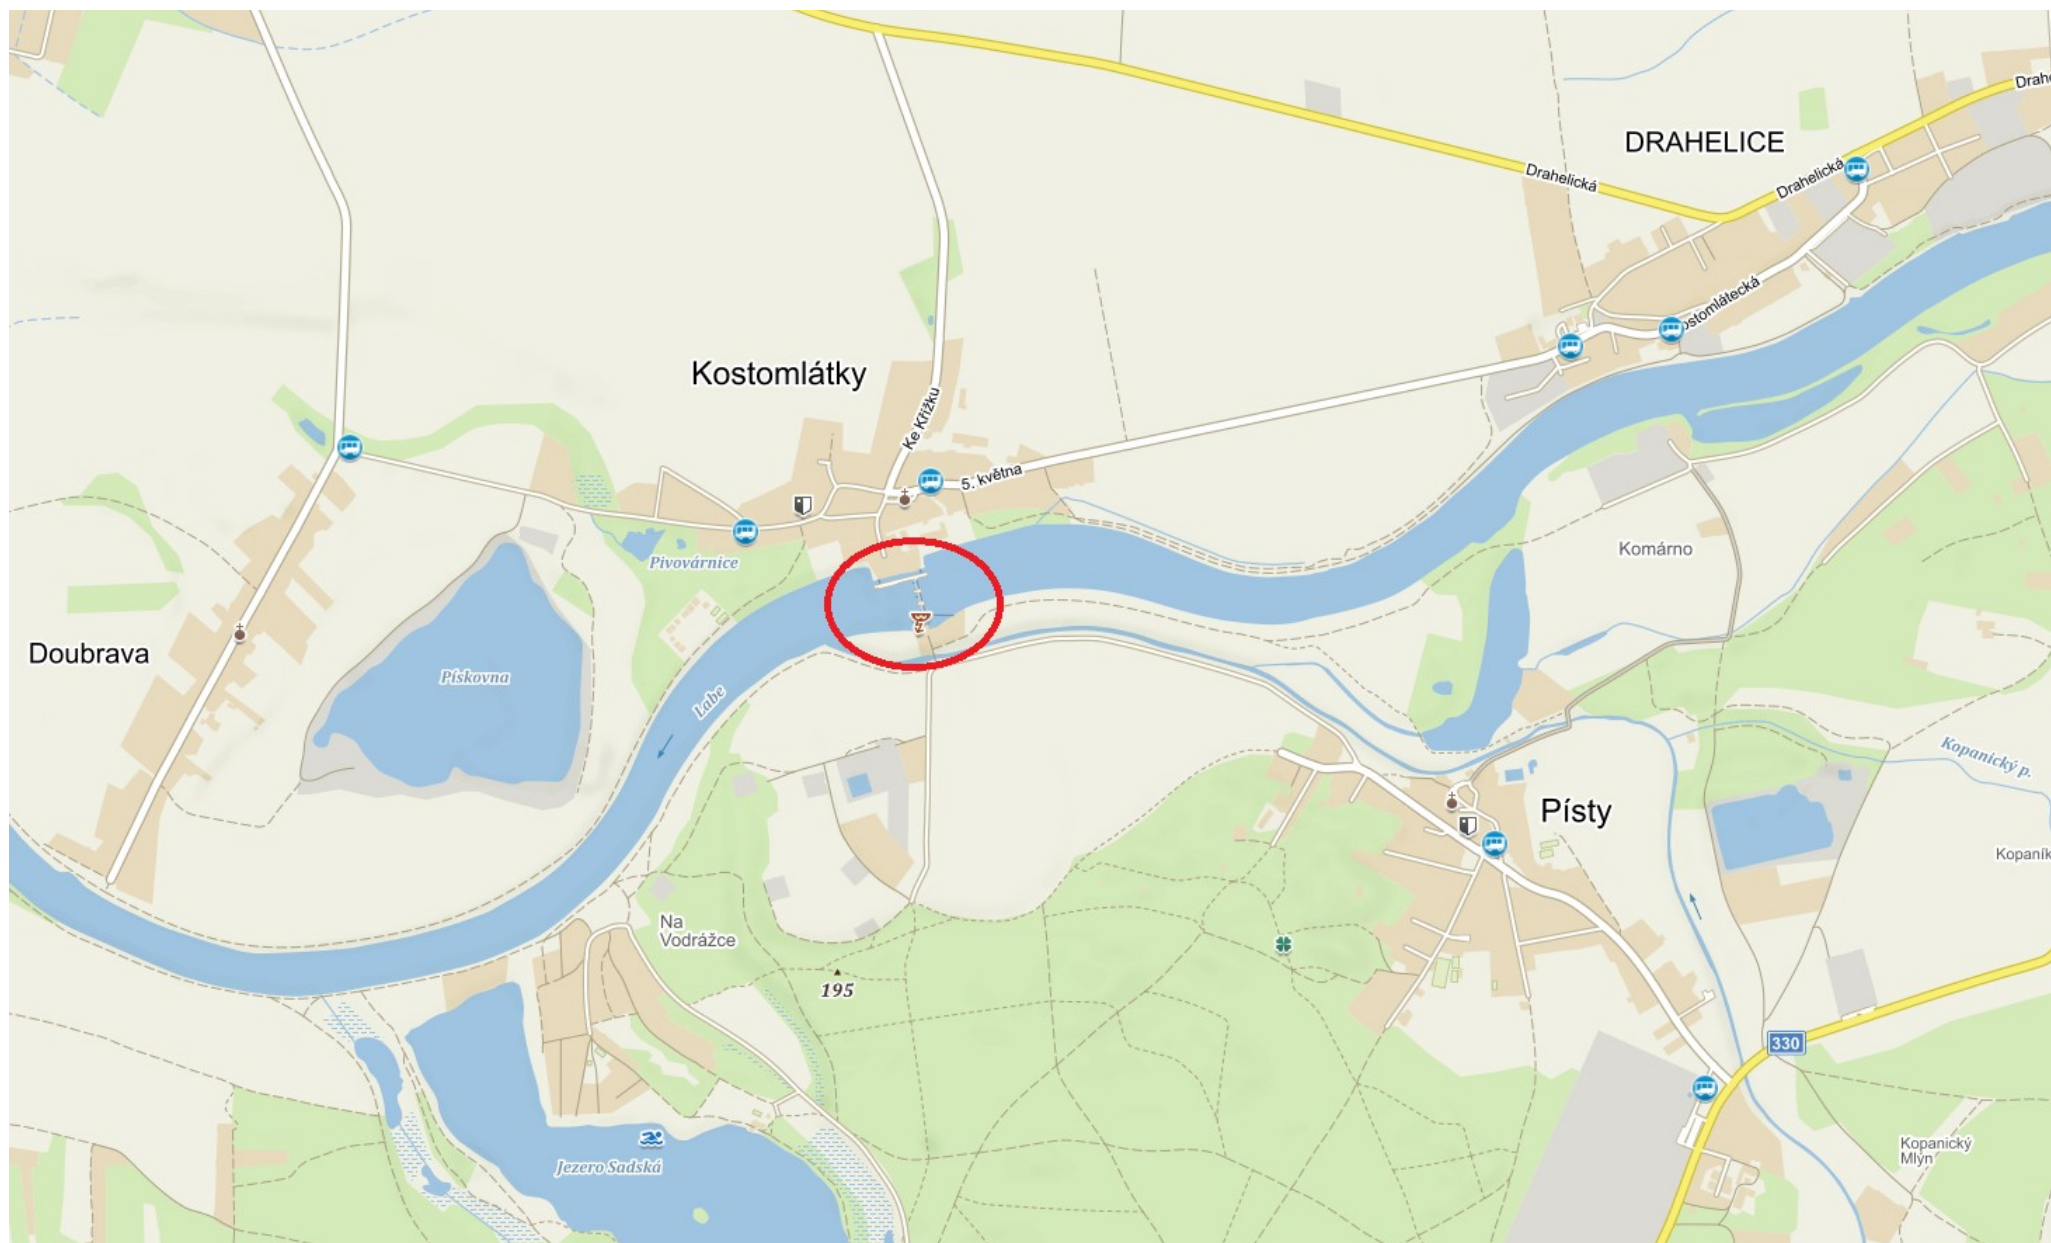 Drahe
DRAHELICE
Drahelická
Drahelická
ostomlátecká
Kostomlátky
Ke Křížku
5. května
Pivovárnice
Komárno
Doubrava
Pískovna
Labe
Kopanický p.
Písty
Kopaník
Na
Vodrážce
195
330
Kopanický
Mlýn
Jezero Sadská